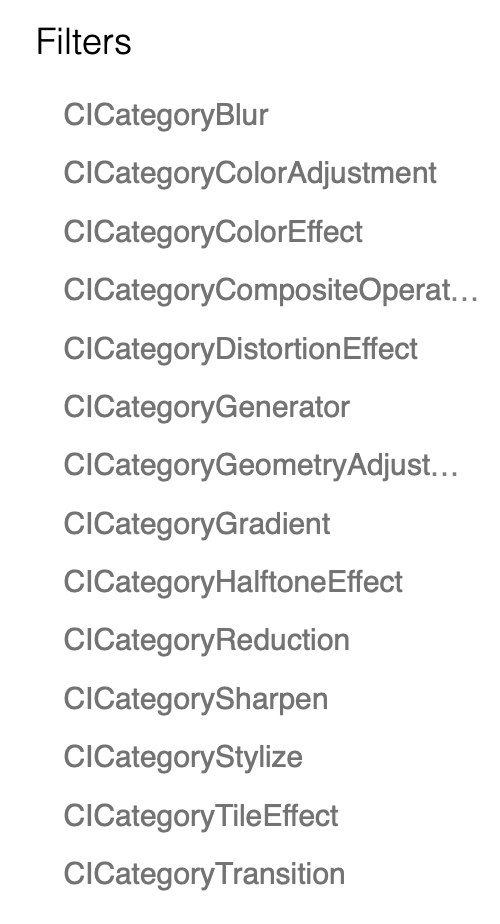 Filters
CICategoryBlur
CICategoryColorAdjustment
CICategoryColorEffect
CICategoryCompositeOperat…
CICategoryDistortionEffect
CICategoryGenerator
CICategoryGeometryAdjust…
CICategoryGradient
CICategoryHalftoneEffect
CICategoryReduction
CICategorySharpen
CICategoryStylize
CICategoryTileEffect
CICategoryTransition